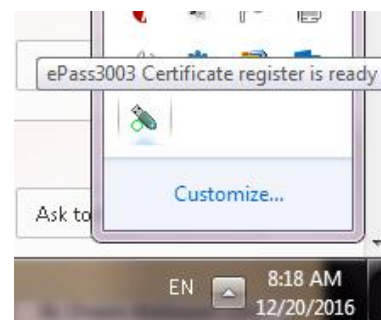 ePass3003 Certificate register is ready
Customize...
Ask to
EN
8:18 AM
12/20/2016